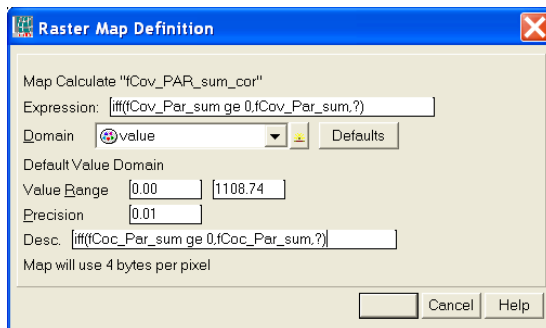 Raster Map Definition
Map Calculate "fCov_PAR_sum_cor"
Expression: iff(fCov_Par_sum ge 0,fCov_Par_sum,?)
Domain value Defaults
Default Value Domain
Value Range 0.00 1108.74
Precision 0.01
Desc. iff(fCoc_Par_sum ge 0,fCoc_Par_sum,?)
Map will use 4 bytes per pixel
Cancel Help